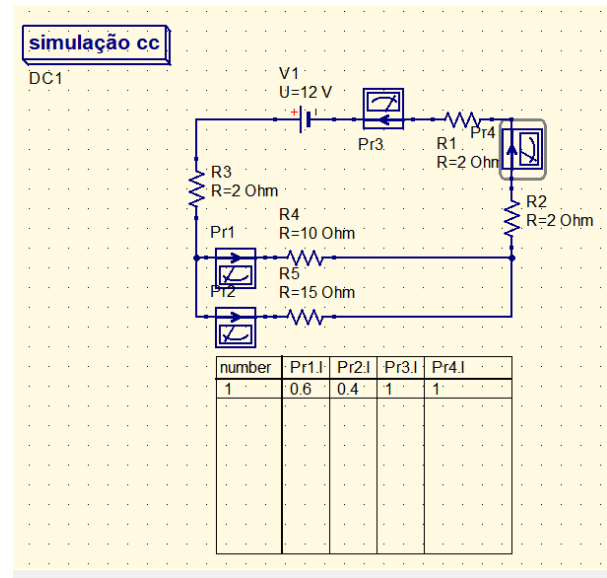 simulação cc
DC1
V1
U=12 V
+
Pr3
R1
R=2 Ohm
Pr4
R3
R=2 Ohm
R2
R=2 Ohm
R4
R=10 Ohm
Pr1
R5
R=15 Ohm
Pr2
number Pr1.I Pr2.I Pr3.I Pr4.I
1 0.6 0.4 1 1